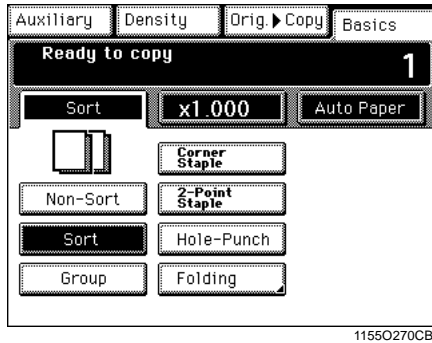 Auxiliary Density Orig.▶Copy Basics
Ready to copy
1
Sort x1.000 Auto Paper
Corner
Staple
Non-Sort 2-Point
Staple
Sort Hole-Punch
Group Folding
1155O270CB